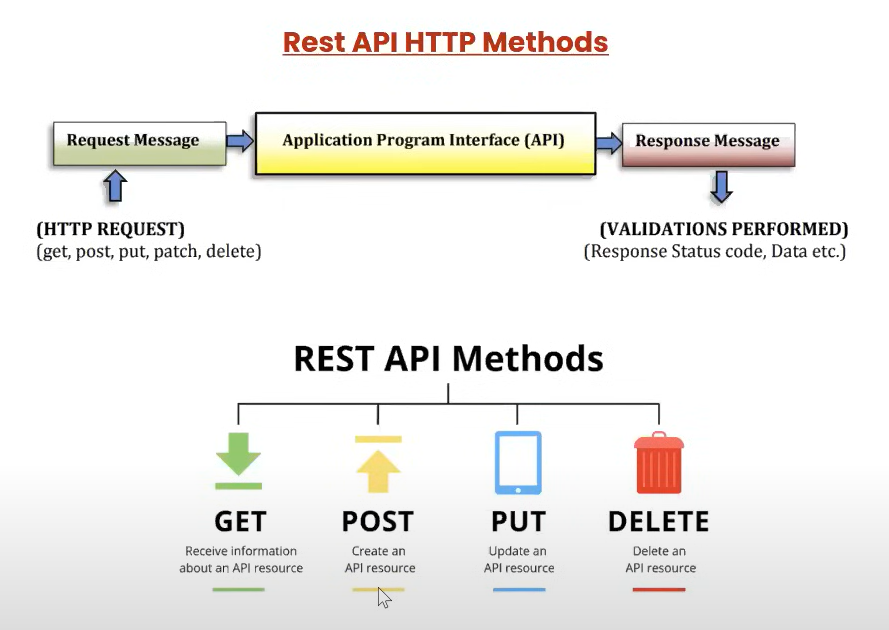 Rest API HTTP Methods
Request Message
Application Program Interface (API)
Response Message
(HTTP REQUEST)
(get, post, put, patch, delete)
(VALIDATIONS PERFORMED)
(Response Status code, Data etc.)
REST API Methods
GET
Receive information
about an API resource
POST
Create an
API resource
PUT
Update an
API resource
DELETE
Delete an
API resource